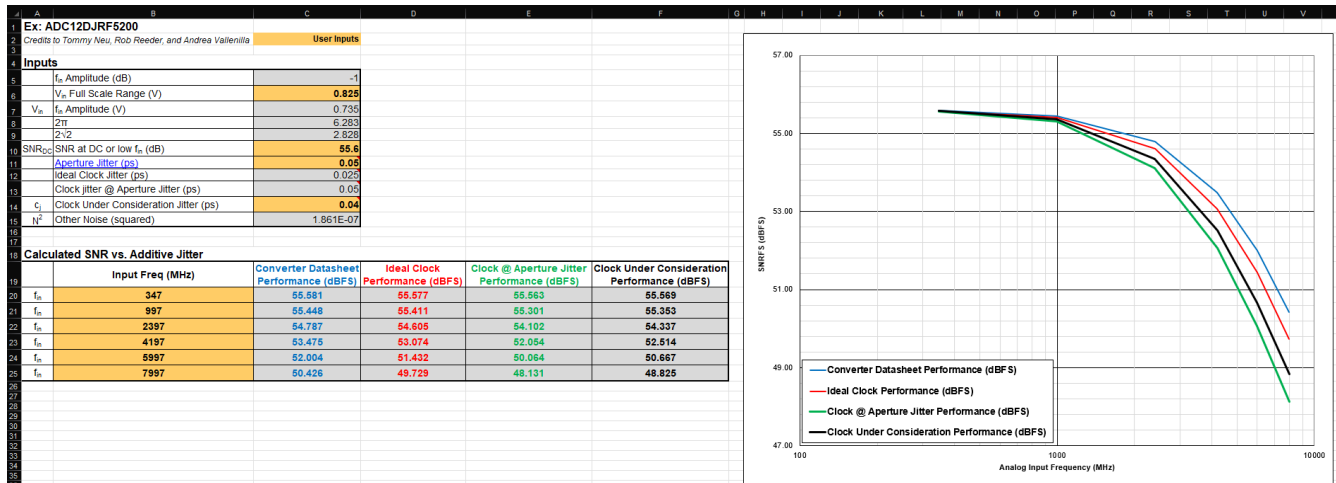 A B C D E F G H I J K L M N O P Q R S T U V
1 Ex: ADC12DJRF5200
2 Credits to Tommy Neu, Rob Reeder, and Andrea Vallenilla User Inputs
3
4 Inputs
5 fin Amplitude (dB) -1
6 Vin Full Scale Range (V) 0.825
7 Vin fin Amplitude (V) 0.735
8 2π 6.283
9 2√2 2.828
10 SNRDC SNR at DC or low fin (dB) 55.6
11 Aperture Jitter (ps) 0.05
12 Ideal Clock Jitter (ps) 0.025
13 Clock jitter @ Aperture Jitter (ps) 0.05
14 cj Clock Under Consideration Jitter (ps) 0.04
15 N² Other Noise (squared) 1.861E-07
16
17
18 Calculated SNR vs. Additive Jitter
19 Input Freq (MHz) Converter Datasheet Performance (dBFS) Ideal Clock Performance (dBFS) Clock @ Aperture Jitter Performance (dBFS) Clock Under Consideration Performance (dBFS)
20 fin 347 55.581 55.577 55.563 55.569
21 fin 997 55.448 55.411 55.301 55.353
22 fin 2397 54.787 54.605 54.102 54.337
23 fin 4197 53.475 53.074 52.054 52.514
24 fin 5997 52.004 51.432 50.064 50.667
25 fin 7997 50.426 49.729 48.131 48.825
26
27
28
29
30
31
32
33
34
35
57.00
55.00
53.00
51.00
49.00
47.00
SNRFS (dBFS)
Converter Datasheet Performance (dBFS)
Ideal Clock Performance (dBFS)
Clock @ Aperture Jitter Performance (dBFS)
Clock Under Consideration Performance (dBFS)
100 1000 10000
Analog Input Frequency (MHz)